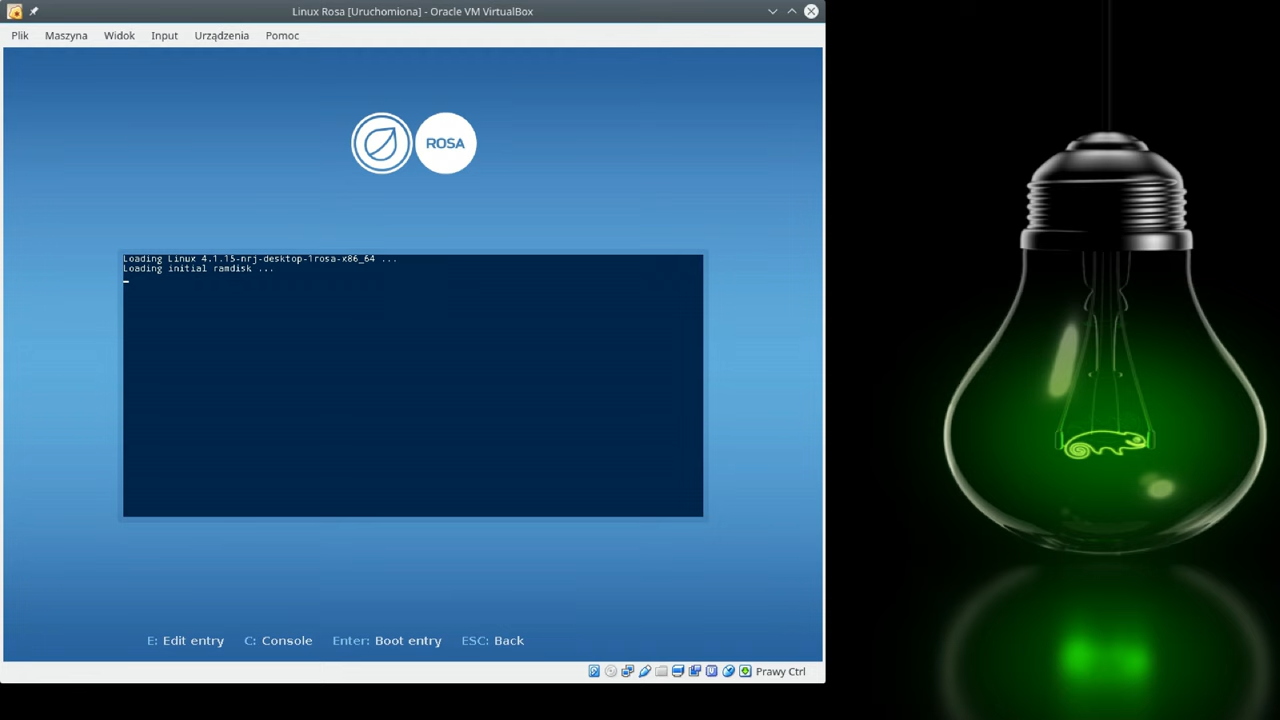 Linux Rosa [Uruchomiona] - Oracle VM VirtualBox
Plik Maszyna Widok Input Urządzenia Pomoc
ROSA
Loading Linux 4.1.15-nrj-desktop-1rosa-x86_64 ...
Loading initial ramdisk ...
E: Edit entry C: Console Enter: Boot entry ESC: Back
Prawy Ctrl